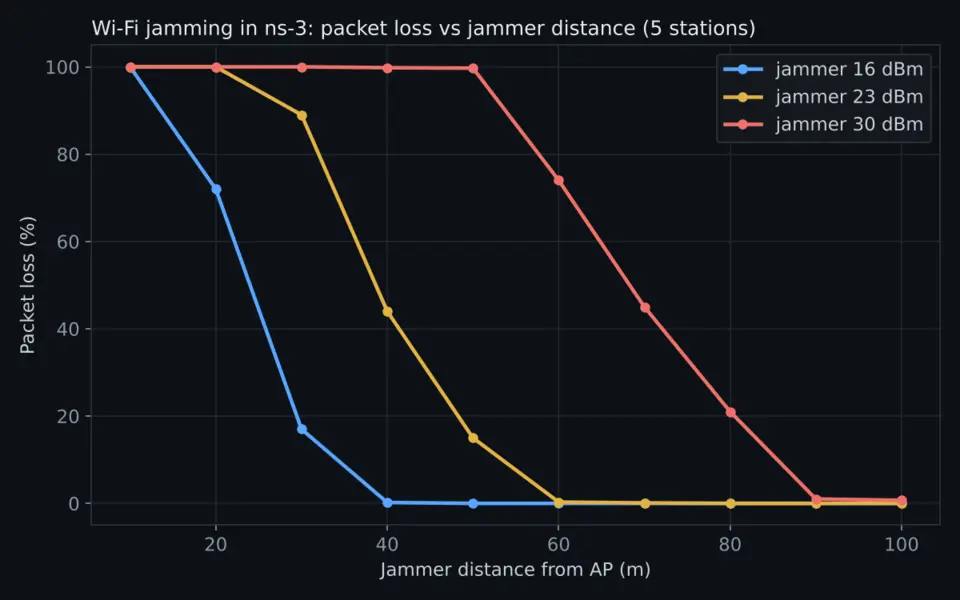 Wi-Fi jamming in ns-3: packet loss vs jammer distance (5 stations)
jammer 16 dBm
jammer 23 dBm
jammer 30 dBm
Packet loss (%)
100
80
60
40
20
0
20 40 60 80 100
Jammer distance from AP (m)